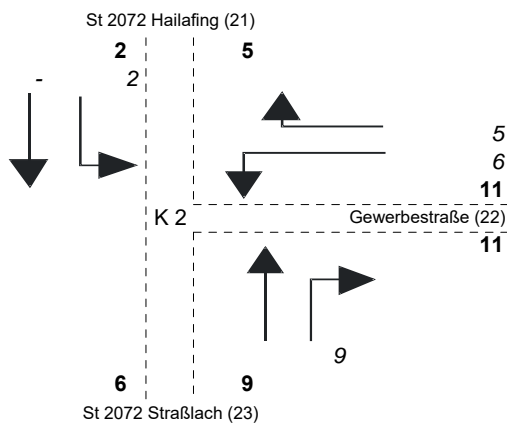 St 2072 Hailafing (21)
2 5
- 2
5
6
11
K 2 Gewerbestraße (22)
11
9
6 9
St 2072 Straßlach (23)